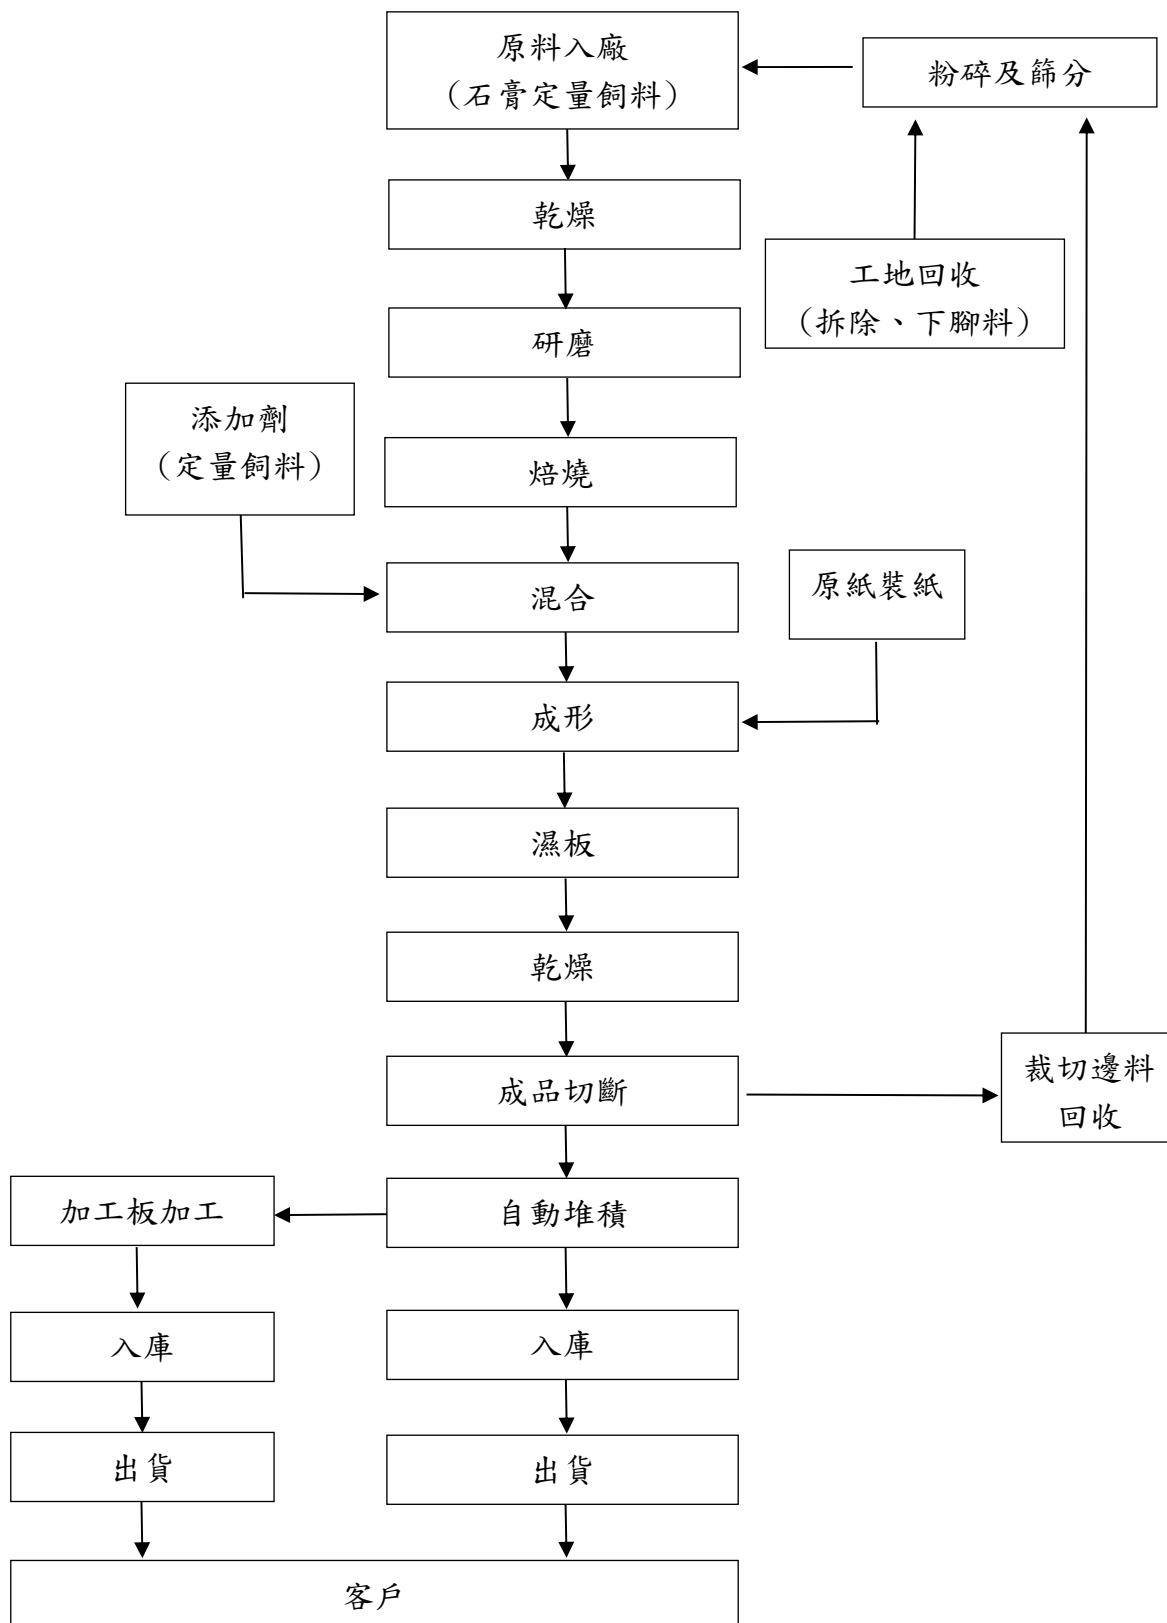 原料入廠
（石膏定量飼料）
粉碎及篩分
乾燥
工地回收
（拆除、下腳料）
研磨
添加劑
（定量飼料）
焙燒
混合
原紙裝紙
成形
濕板
乾燥
成品切斷
裁切邊料
回收
加工板加工
自動堆積
入庫
入庫
出貨
出貨
客戶